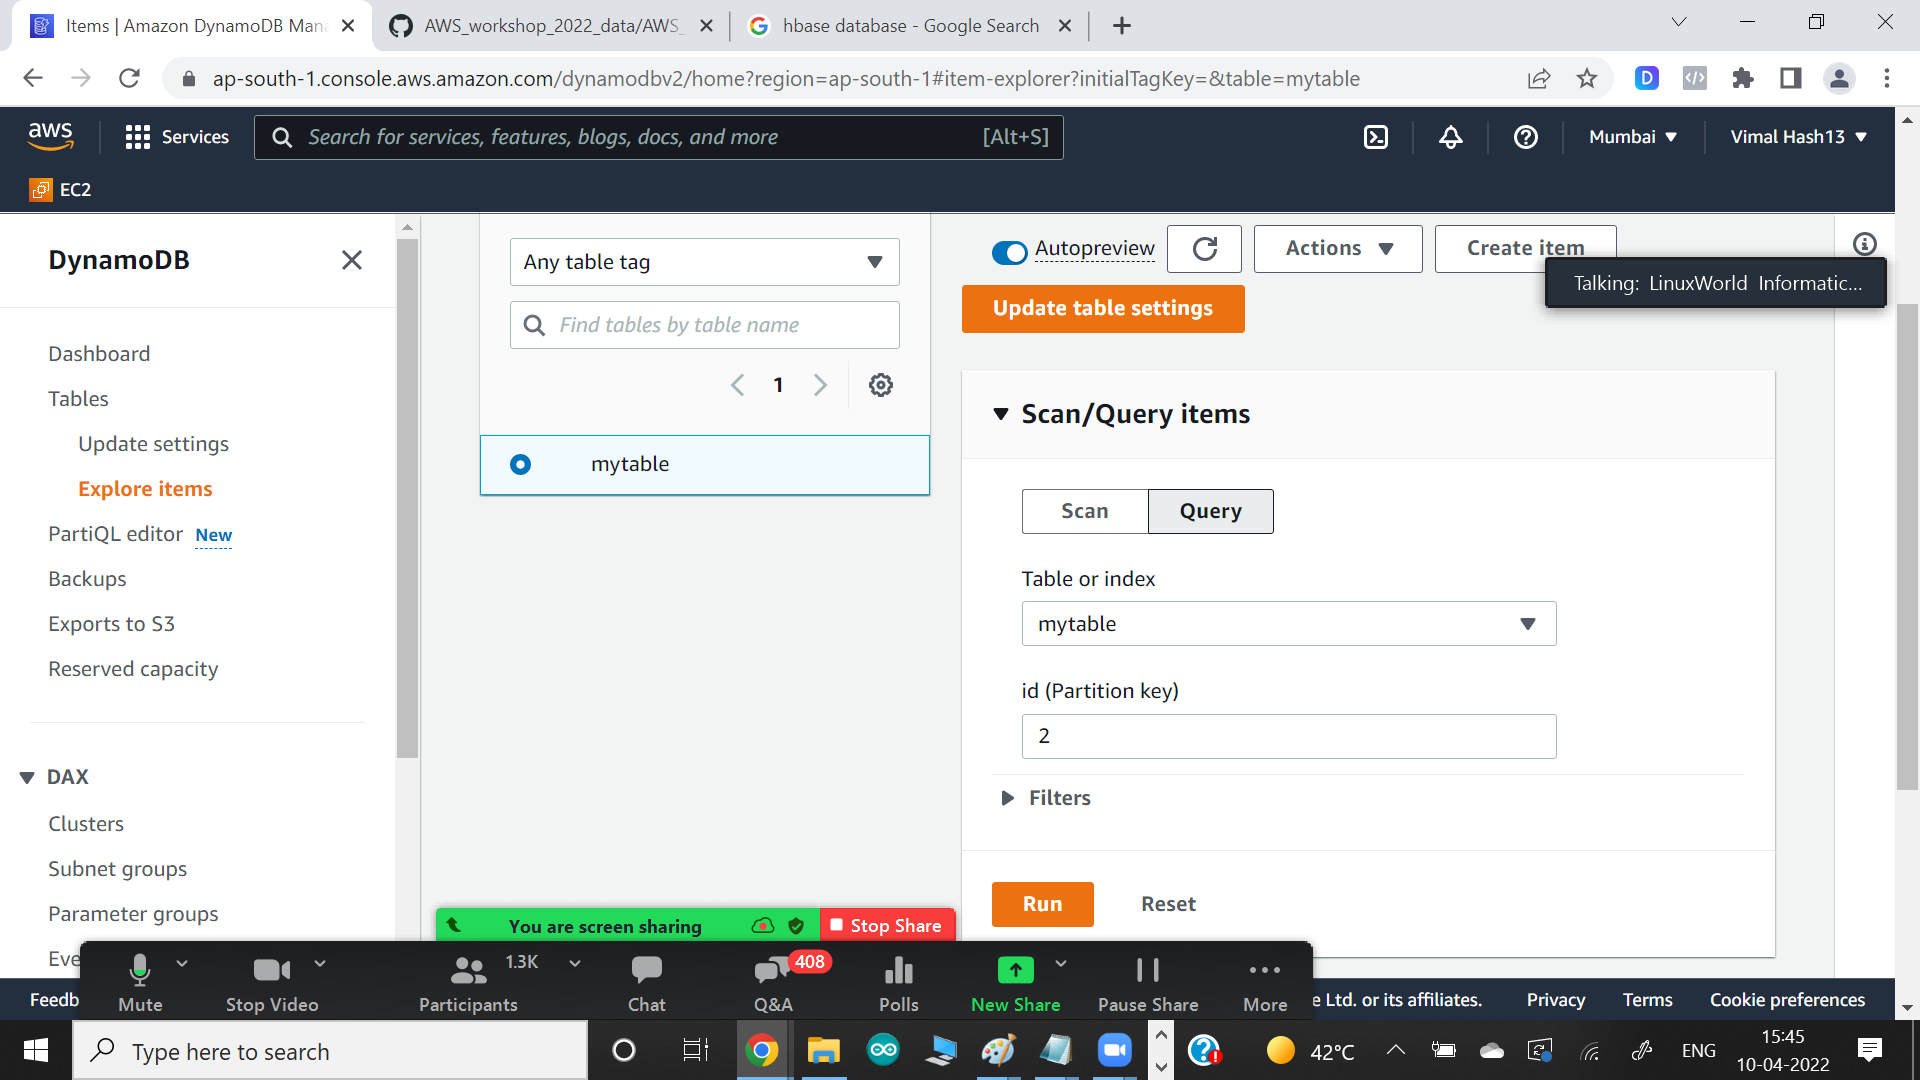 Items | Amazon DynamoDB Mana
AWS_workshop_2022_data/AWS_
hbase database - Google Search
ap-south-1.console.aws.amazon.com/dynamodbv2/home?region=ap-south-1#item-explorer?initialTagKey=&table=mytable
aws
Services
Search for services, features, blogs, docs, and more
[Alt+S]
Mumbai
Vimal Hash13
EC2
DynamoDB
Dashboard
Tables
Update settings
Explore items
PartiQL editor New
Backups
Exports to S3
Reserved capacity
DAX
Clusters
Subnet groups
Parameter groups
Eve
Any table tag
Find tables by table name
1
mytable
Autopreview
Actions
Create item
Talking: LinuxWorld Informatic...
Update table settings
Scan/Query items
Scan
Query
Table or index
mytable
id (Partition key)
2
Filters
Run
Reset
You are screen sharing
Stop Share
Mute
Stop Video
1.3K
Participants
Chat
408
Q&A
Polls
New Share
Pause Share
More
Feedb
e Ltd. or its affiliates.
Privacy
Terms
Cookie preferences
Type here to search
42°C
ENG
15:45
10-04-2022